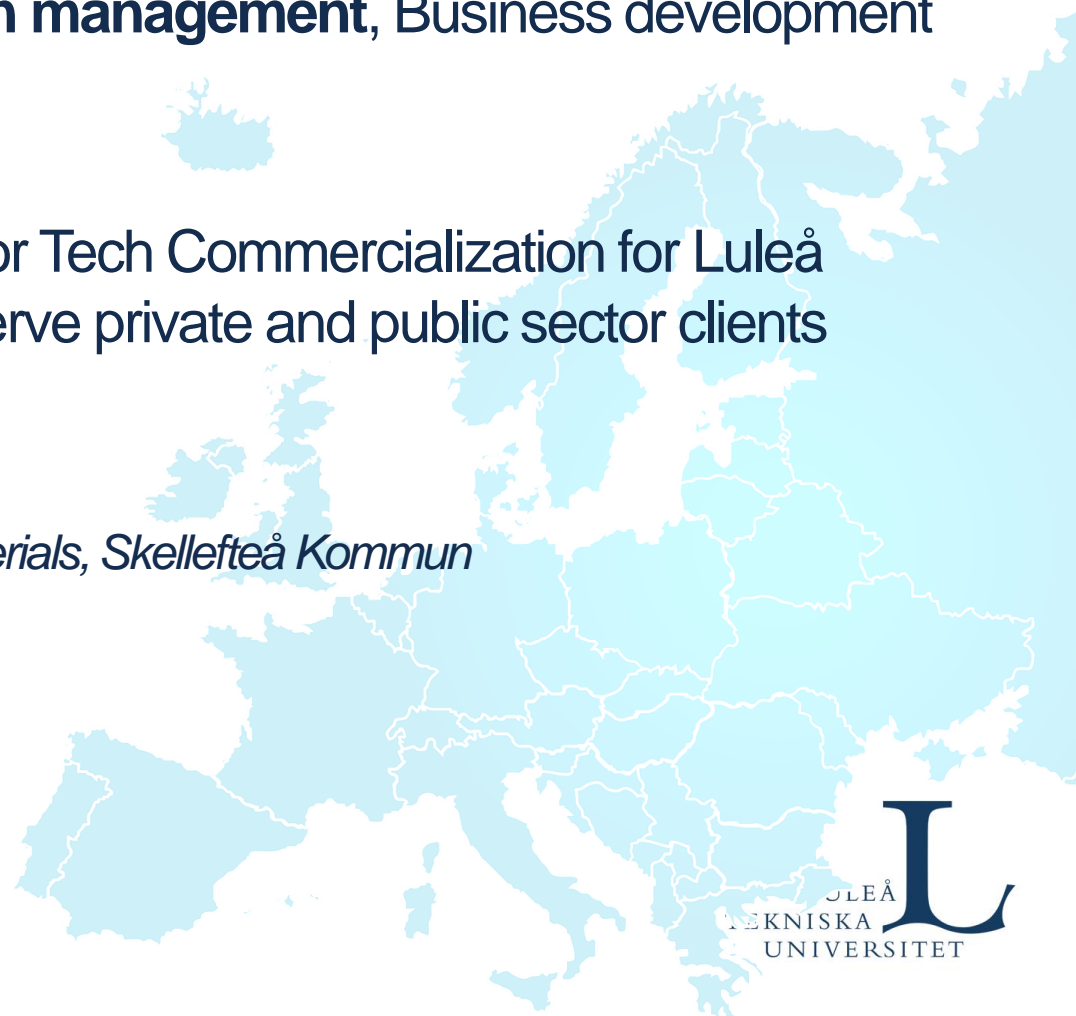 n management, Business development
or Tech Commercialization for Luleå
erve private and public sector clients
erials, Skellefteå Kommun
L
ULEÅ
TEKNISKA
UNIVERSITET